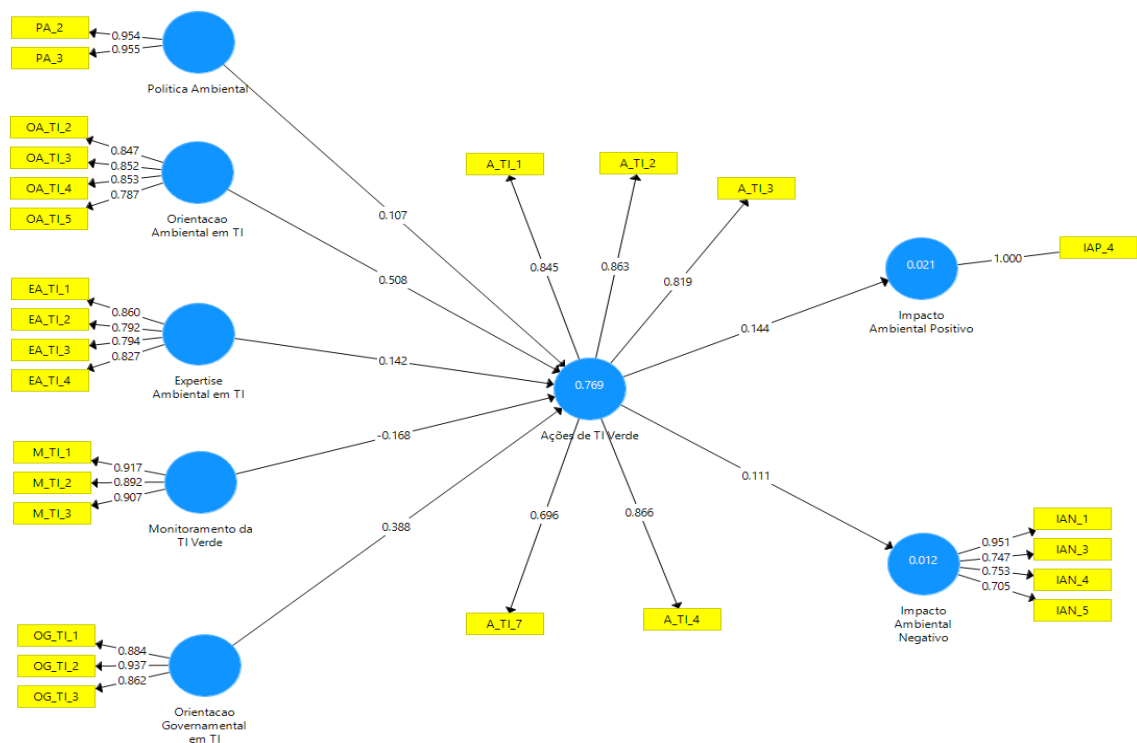 PA_2
0.954
PA_3
0.955
Politica Ambiental
OA_TI_2
0.847
OA_TI_3
0.852
OA_TI_4
0.853
OA_TI_5
0.787
Orientacao
Ambiental em TI
EA_TI_1
0.860
EA_TI_2
0.792
EA_TI_3
0.794
EA_TI_4
0.827
Expertise
Ambiental em TI
M_TI_1
0.917
M_TI_2
0.892
M_TI_3
0.907
Monitoramento da
TI Verde
OG_TI_1
0.884
OG_TI_2
0.937
OG_TI_3
0.862
Orientacao
Governamental
em TI
0.107
0.508
0.142
-0.168
0.388
A_TI_1
A_TI_2
A_TI_3
0.845
0.863
0.819
0.769
Ações de TI Verde
0.696
0.866
A_TI_7
A_TI_4
0.144
0.111
0.021
Impacto
Ambiental Positivo
1.000
IAP_4
0.012
Impacto
Ambiental
Negativo
0.951
IAN_1
0.747
IAN_3
0.753
IAN_4
0.705
IAN_5